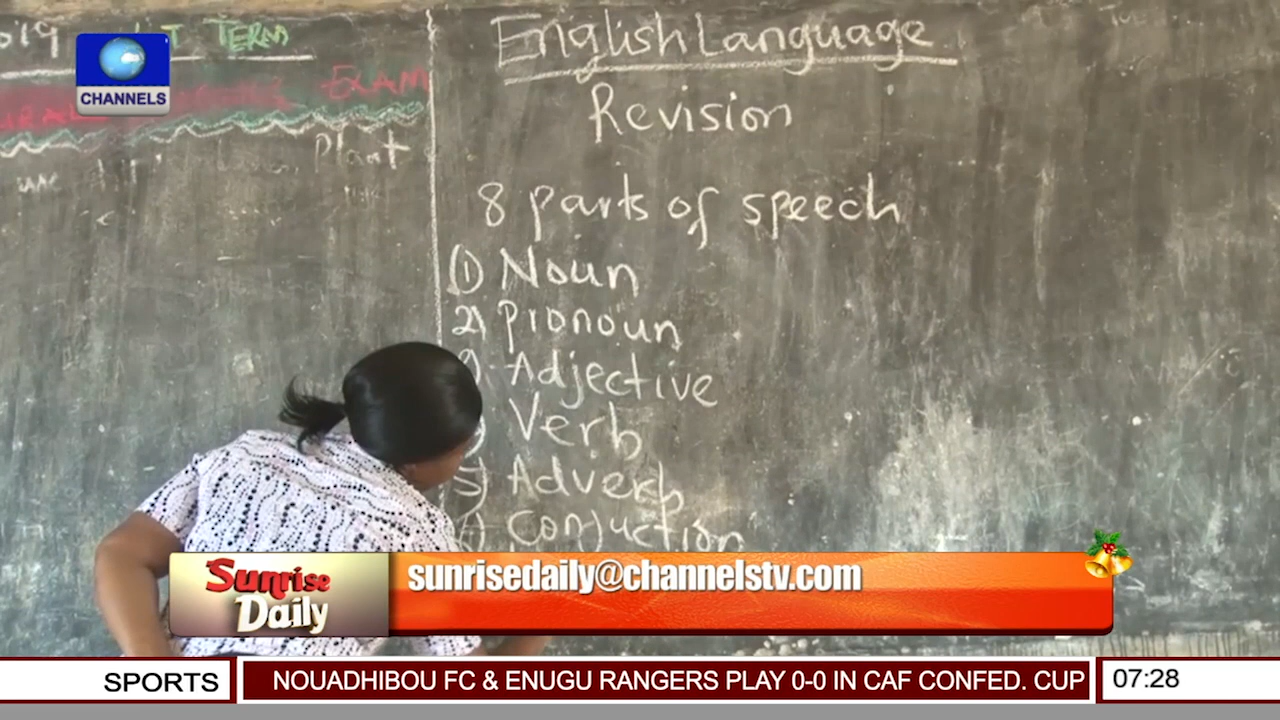 019
TERM
CHANNELS
EXAM
Plant
English Language
Revision
8 parts of speech
① Noun
2) Pronoun
Adjective
Verb
5) Adverb
Conjuction
Sunrise
Daily
sunrisedaily@channelstv.com
SPORTS
NOUADHIBOU FC & ENUGU RANGERS PLAY 0-0 IN CAF CONFED. CUP
07:28